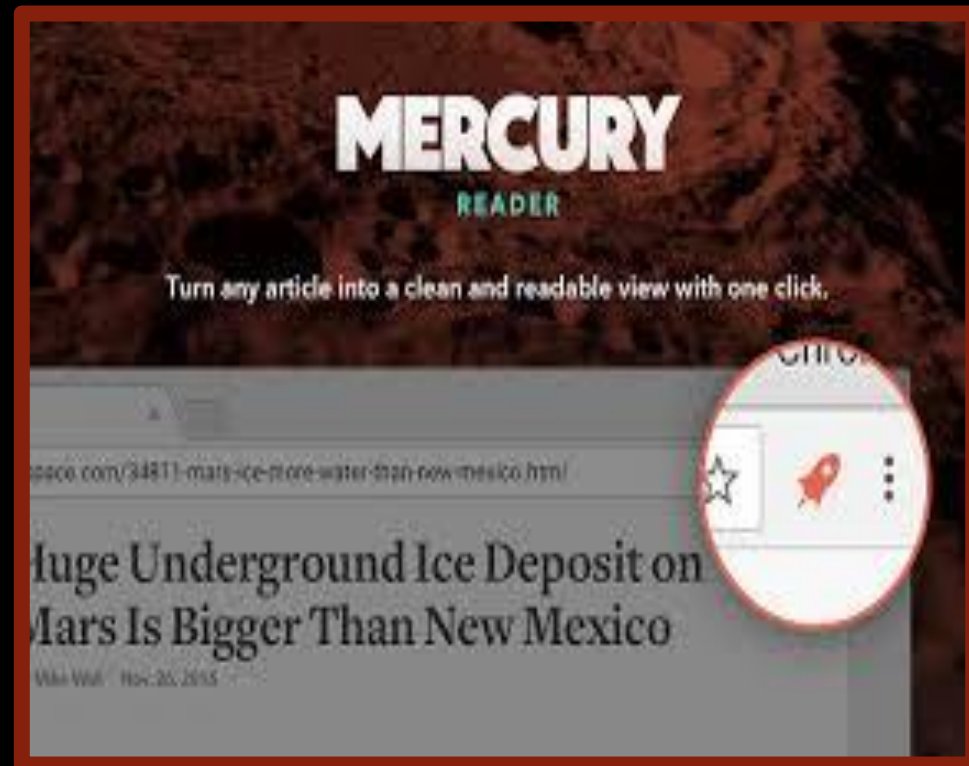 MERCURY
READER
Turn any article into a clean and readable view with one click.
space.com/34811-mars-ice-more-water-than-new-mexico.html
Huge Underground Ice Deposit on
Mars Is Bigger Than New Mexico
Mike Wall Nov. 26, 2016